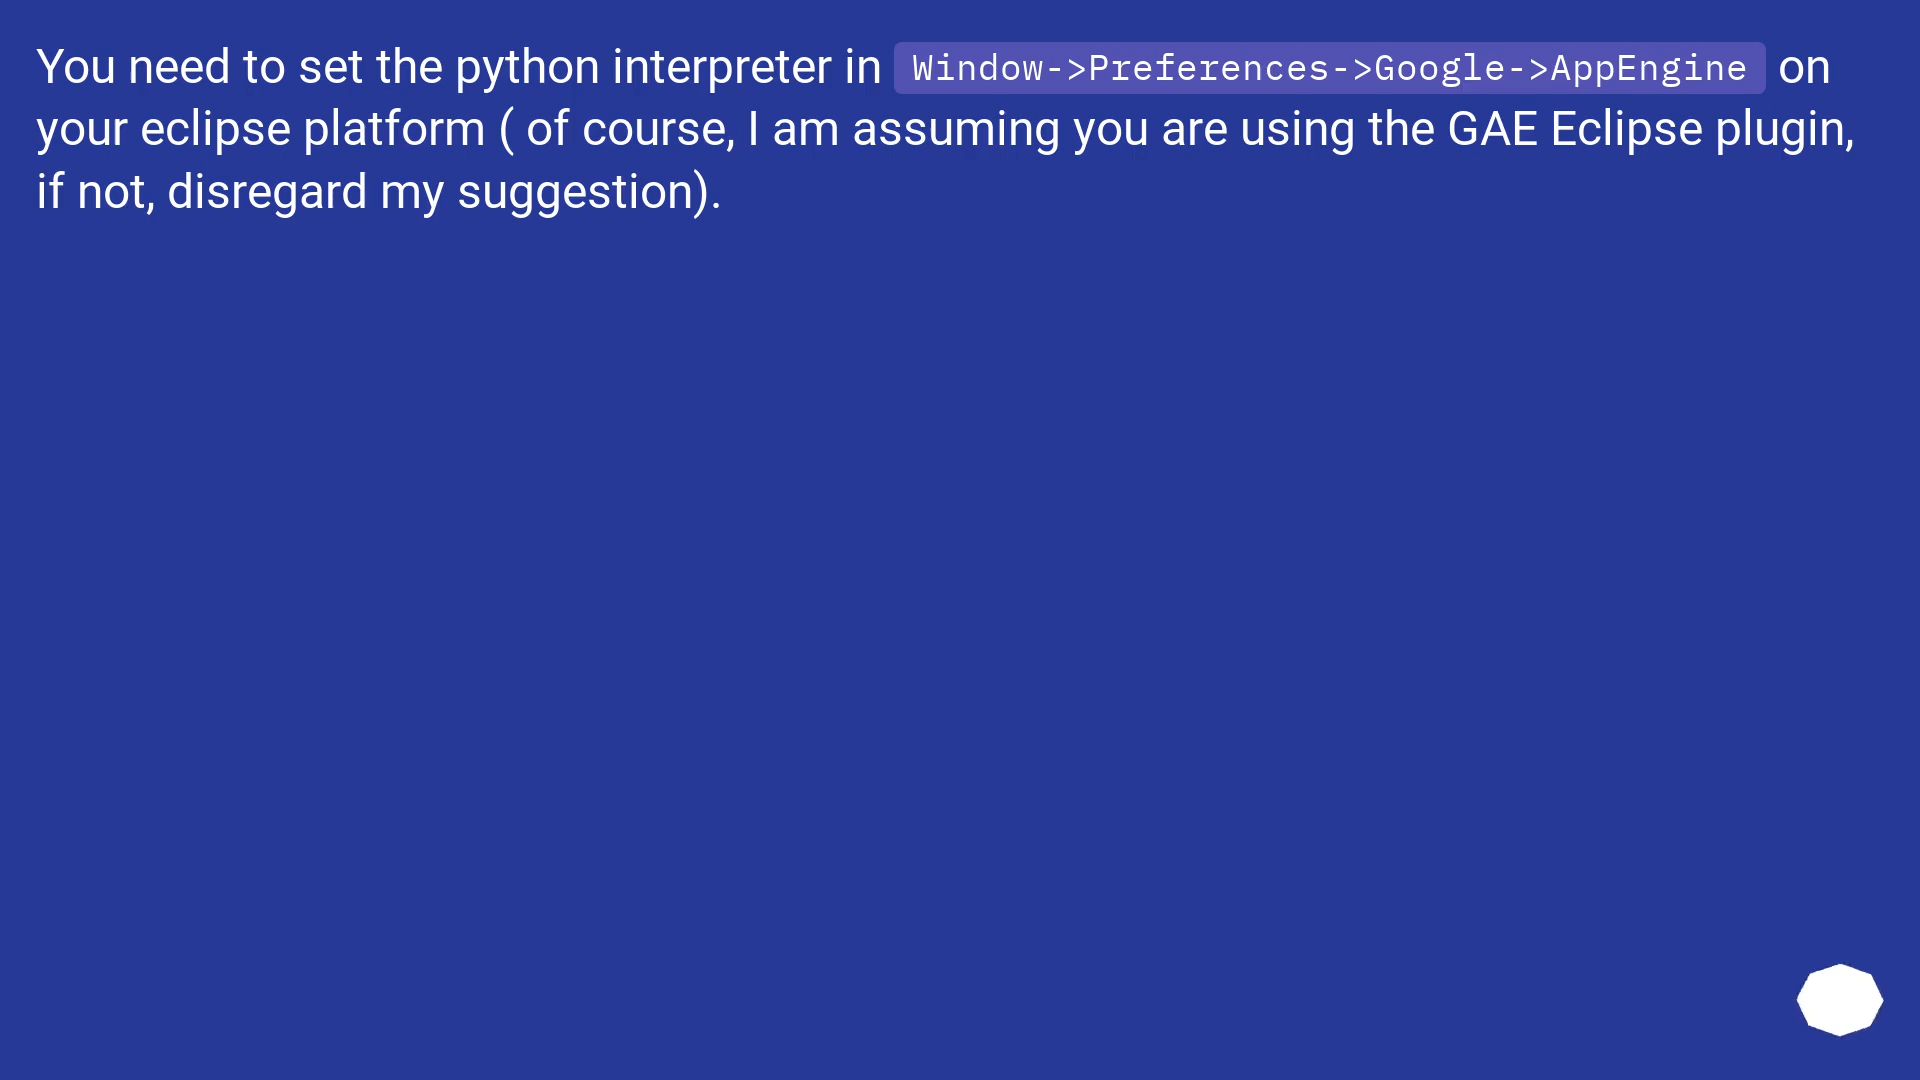 You need to set the python interpreter in Window->Preferences->Google->AppEngine on
your eclipse platform ( of course, I am assuming you are using the GAE Eclipse plugin,
if not, disregard my suggestion).